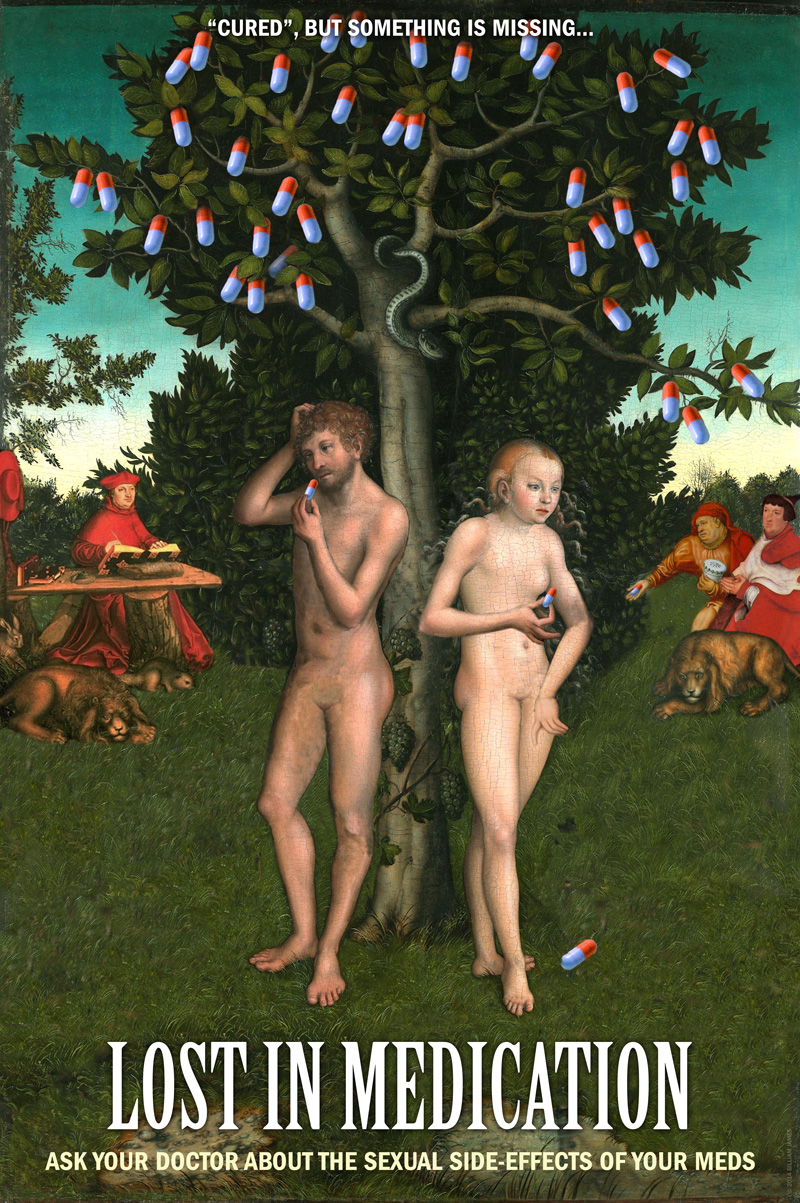 “CURED”, BUT SOMETHING IS MISSING...
LOST IN MEDICATION
ASK YOUR DOCTOR ABOUT THE SEXUAL SIDE-EFFECTS OF YOUR MEDS